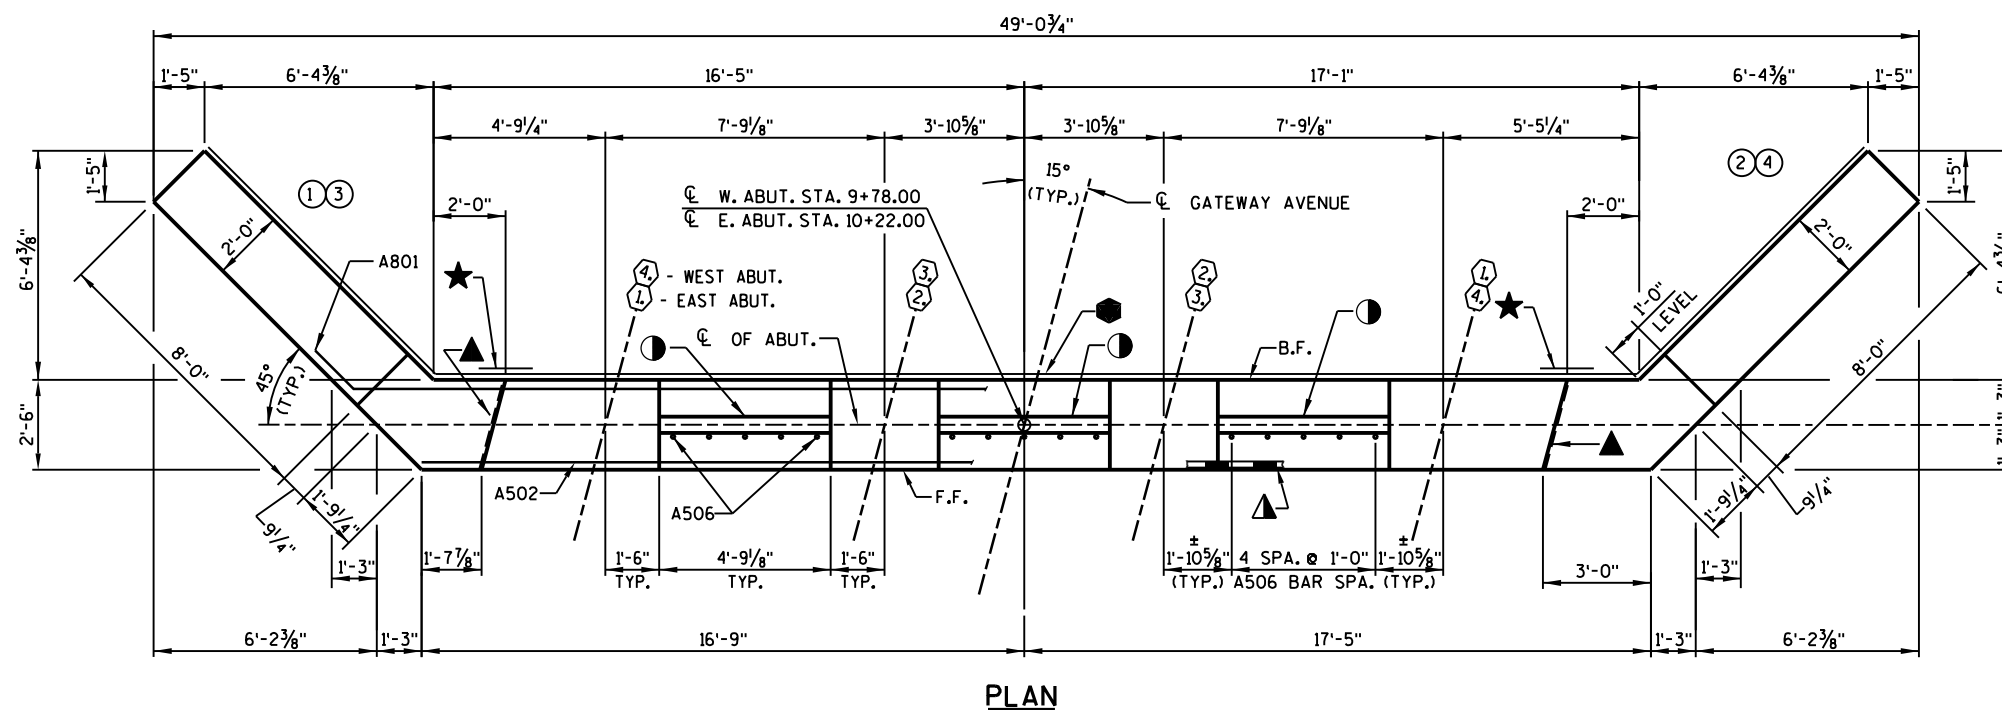 49'-0¾"
1'-5" 6'-4⅜" 16'-5" 17'-1" 6'-4⅜" 1'-5"
4'-9¼" 7'-9⅛" 3'-10⅝" 3'-10⅝" 7'-9⅛" 5'-5¼"
1'-5"
1 3
15°
(TYP.)
2 4
1'-5"
℄ W. ABUT. STA. 9+78.00
℄ E. ABUT. STA. 10+22.00
℄ GATEWAY AVENUE
2'-0"
2'-0"
2'-0"
2'-0"
6'-4⅜"
A801
4. - WEST ABUT.
1. - EAST ABUT.
3.
2.
2.
3.
1.
4.
1'-0"
LEVEL
℄ OF ABUT.
B.F.
8'-0"
45°
(TYP.)
8'-0"
2'-6"
A502
A506
F.F.
1'-9¼"
9¼"
1'-9¼"
9¼"
1'-3"
1'-7⅞"
1'-6"
TYP.
4'-9⅛"
TYP.
1'-6"
TYP.
±
1'-10⅝"
(TYP.)
4 SPA. @ 1'-0"
A506 BAR SPA.
±
1'-10⅝"
(TYP.)
3'-0"
1'-3"
6'-2⅜" 1'-3" 16'-9" 17'-5" 1'-3" 6'-2⅜"
PLAN